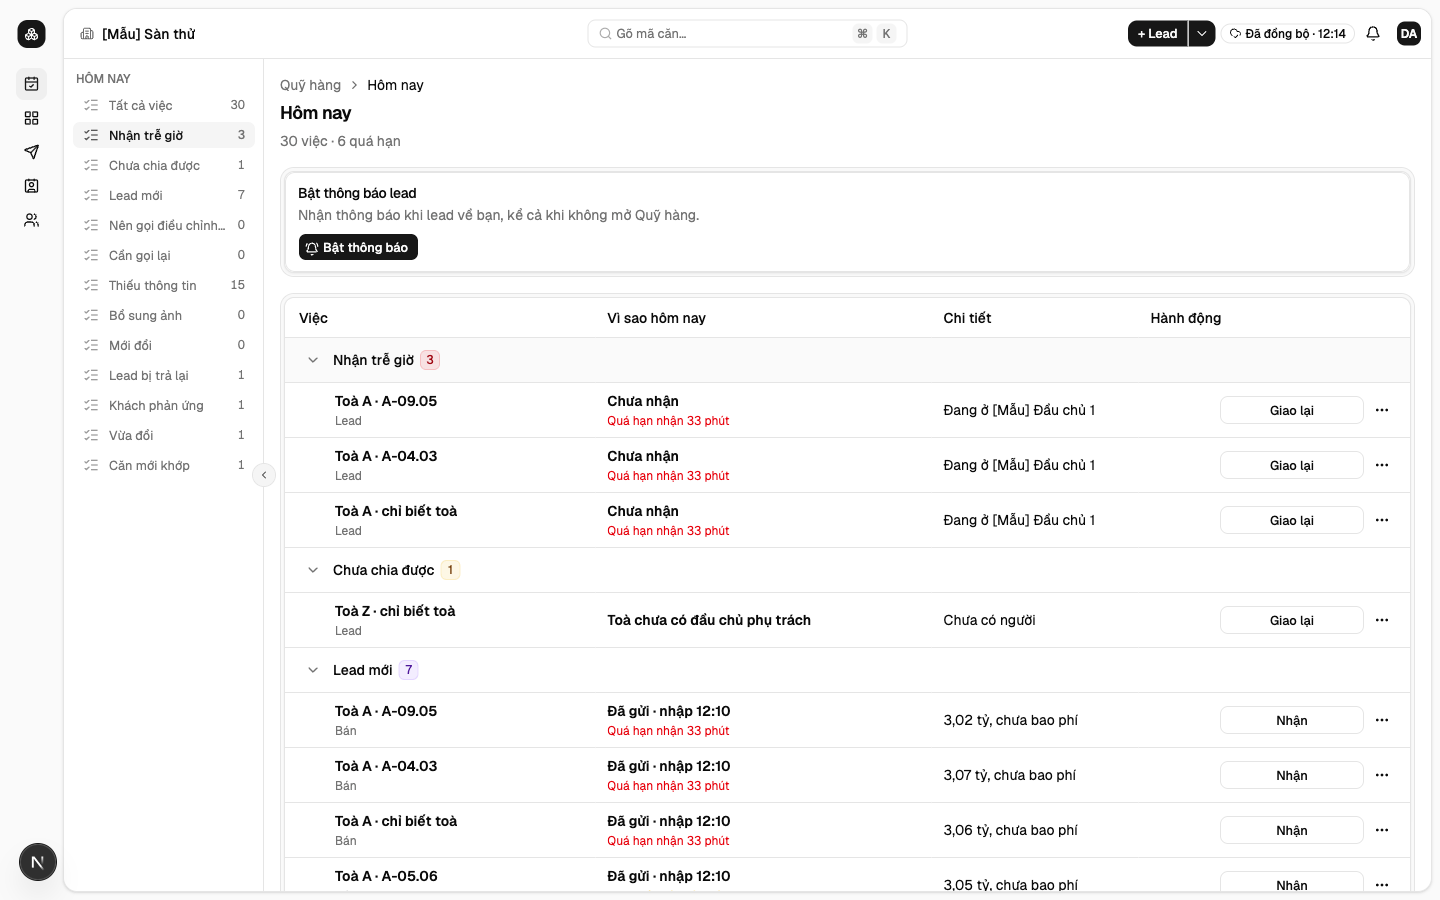 [Mẫu] Sàn thử
Gõ mã căn...
⌘ K
+ Lead
Đã đồng bộ · 12:14
DA
HÔM NAY
Tất cả việc 30
Nhận trễ giờ 3
Chưa chia được 1
Lead mới 7
Nên gọi điều chỉnh... 0
Cần gọi lại 0
Thiếu thông tin 15
Bổ sung ảnh 0
Mới đổi 0
Lead bị trả lại 1
Khách phản ứng 1
Vừa đổi 1
Căn mới khớp 1
N
Quỹ hàng > Hôm nay
Hôm nay
30 việc · 6 quá hạn
Bật thông báo lead
Nhận thông báo khi lead về bạn, kể cả khi không mở Quỹ hàng.
Bật thông báo
Việc Vì sao hôm nay Chi tiết Hành động
Nhận trễ giờ 3
Toà A · A-09.05 Chưa nhận Đang ở [Mẫu] Đầu chủ 1 Giao lại
Lead Quá hạn nhận 33 phút
Toà A · A-04.03 Chưa nhận Đang ở [Mẫu] Đầu chủ 1 Giao lại
Lead Quá hạn nhận 33 phút
Toà A · chỉ biết toà Chưa nhận Đang ở [Mẫu] Đầu chủ 1 Giao lại
Lead Quá hạn nhận 33 phút
Chưa chia được 1
Toà Z · chỉ biết toà Toà chưa có đầu chủ phụ trách Chưa có người Giao lại
Lead
Lead mới 7
Toà A · A-09.05 Đã gửi · nhập 12:10 3,02 tỷ, chưa bao phí Nhận
Bán Quá hạn nhận 33 phút
Toà A · A-04.03 Đã gửi · nhập 12:10 3,07 tỷ, chưa bao phí Nhận
Bán Quá hạn nhận 33 phút
Toà A · chỉ biết toà Đã gửi · nhập 12:10 3,06 tỷ, chưa bao phí Nhận
Bán Quá hạn nhận 33 phút
Toà A · A-05.06 Đã gửi · nhập 12:10 3,05 tỷ, chưa bao phí Nhận